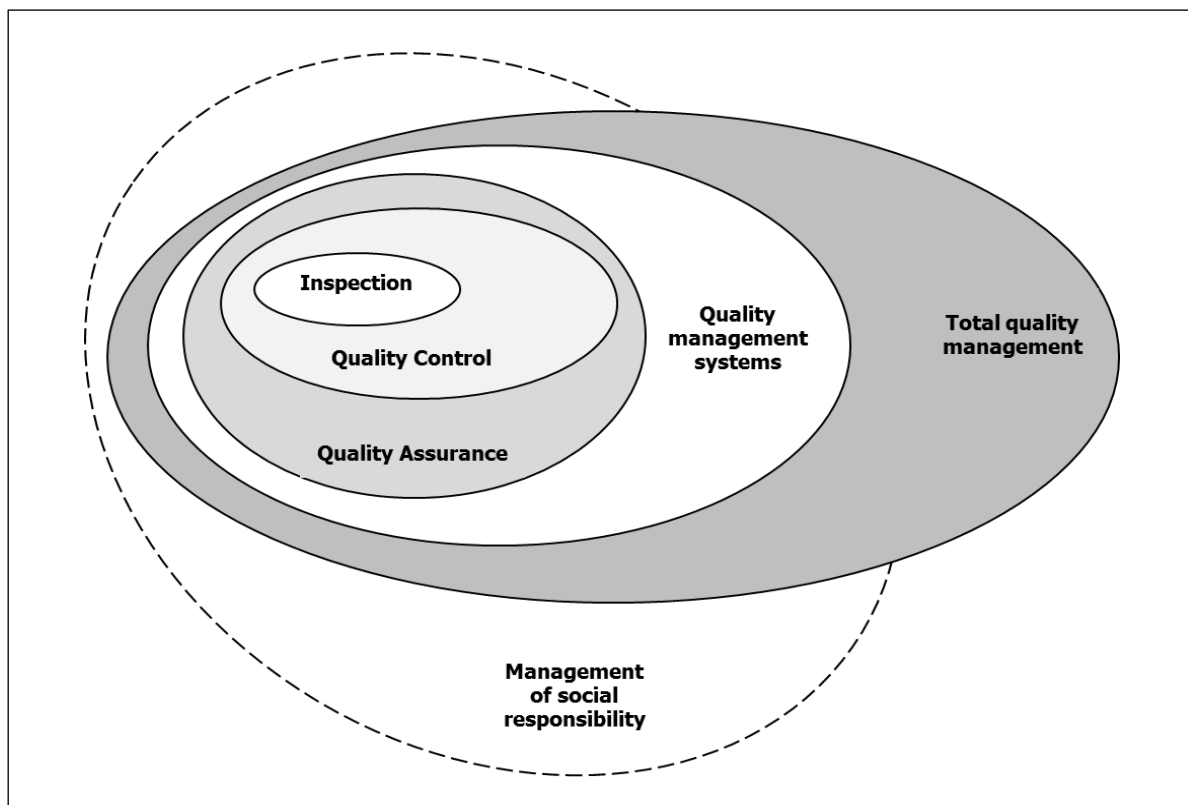 Inspection
Quality Control
Quality Assurance
Quality
management
systems
Total quality
management
Management
of social
responsibility